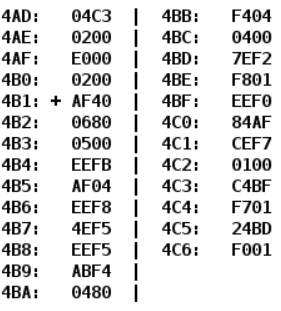 4AD: 04C3 | 4BB: F404
4AE: 0200 | 4BC: 0400
4AF: E000 | 4BD: 7EF2
4B0: 0200 | 4BE: F801
4B1: + AF40 | 4BF: EEF0
4B2: 0680 | 4C0: 84AF
4B3: 0500 | 4C1: CEF7
4B4: EEFB | 4C2: 0100
4B5: AF04 | 4C3: C4BF
4B6: EEF8 | 4C4: F701
4B7: 4EF5 | 4C5: 24BD
4B8: EEF5 | 4C6: F001
4B9: ABF4 |
4BA: 0480 |